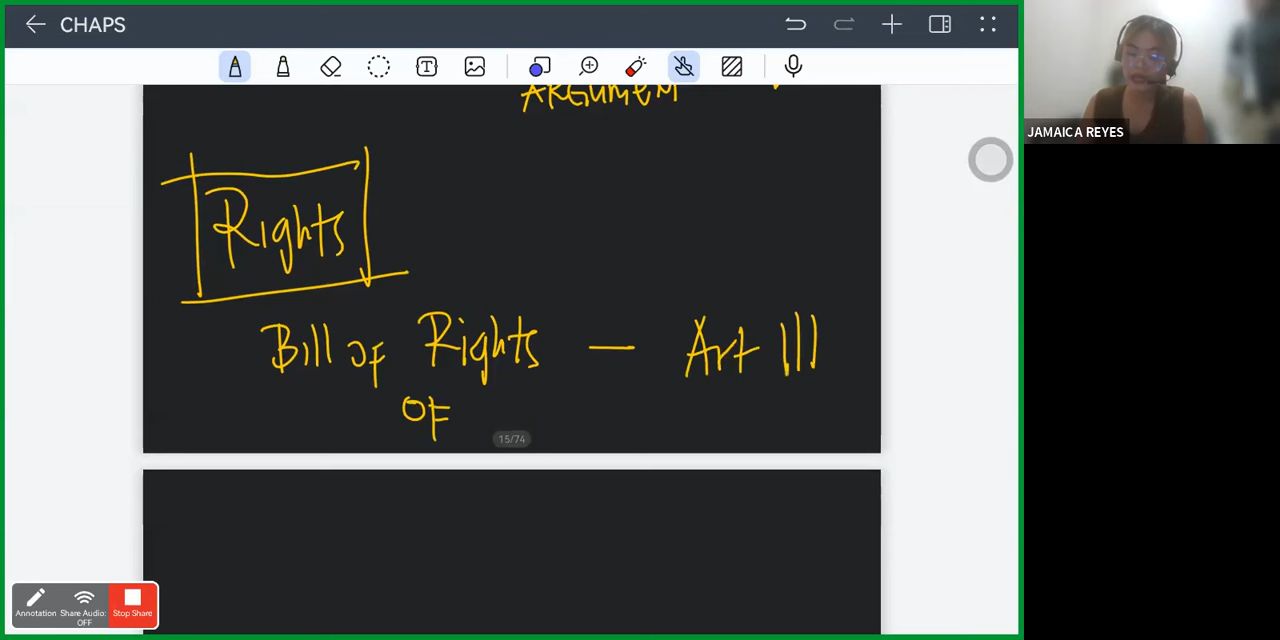 CHAPS
ARGUMENT
JAMAICA REYES
Rights
Bill OF Rights — Art III
OF
15/74
Annotation
Share Audio: OFF
Stop Share